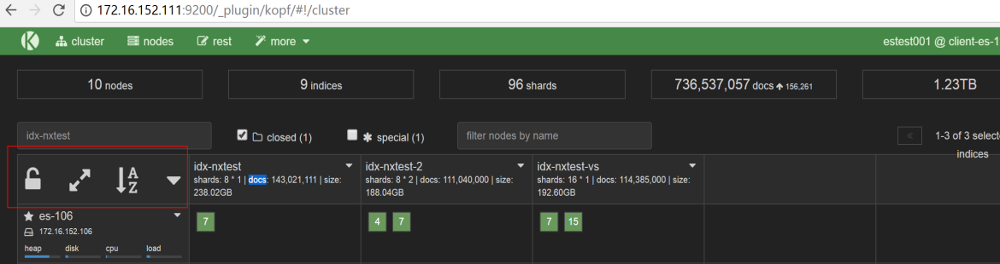 172.16.152.111:9200/_plugin/kopf/#!/cluster
cluster nodes rest more estest001 @ client-es-1
10 nodes 9 indices 96 shards 736,537,057 docs 156,261 1.23TB
idx-nxtest closed (1) special (1) filter nodes by name 1-3 of 3 select
indices
A
Z
idx-nxtest idx-nxtest-2 idx-nxtest-vs
shards: 8 * 1 | docs: 143,021,111 | size: shards: 8 * 2 | docs: 111,040,000 | size: shards: 16 * 1 | docs: 114,385,000 | size:
238.02GB 188.04GB 192.60GB
es-106 7 4 7 7 15
172.16.152.106
heap disk cpu load